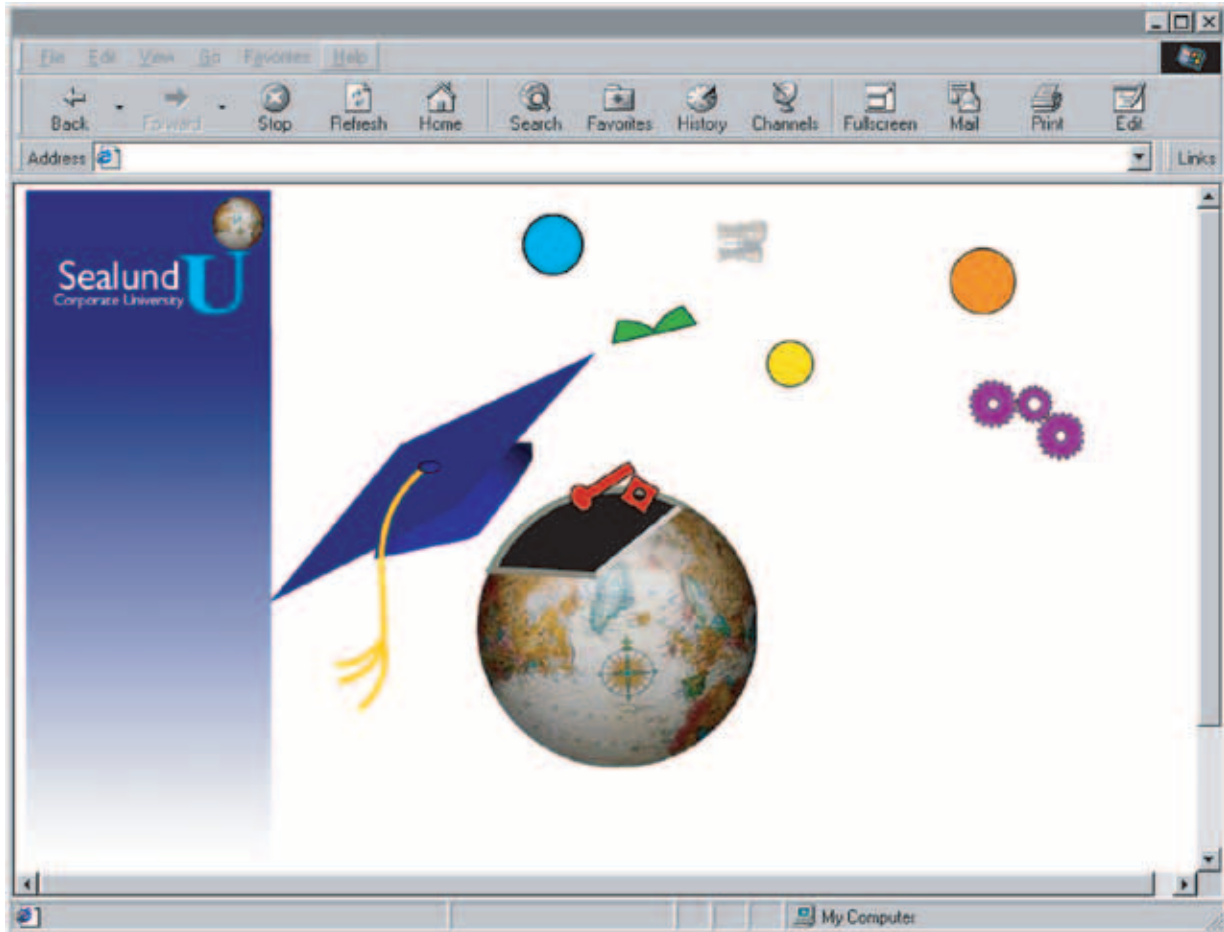 File Edit View Go Favorites Help
Back Forward Stop Refresh Home Search Favorites History Channels Fullscreen Mail Print Edit
Address Links
Sealund U
Corporate University
My Computer